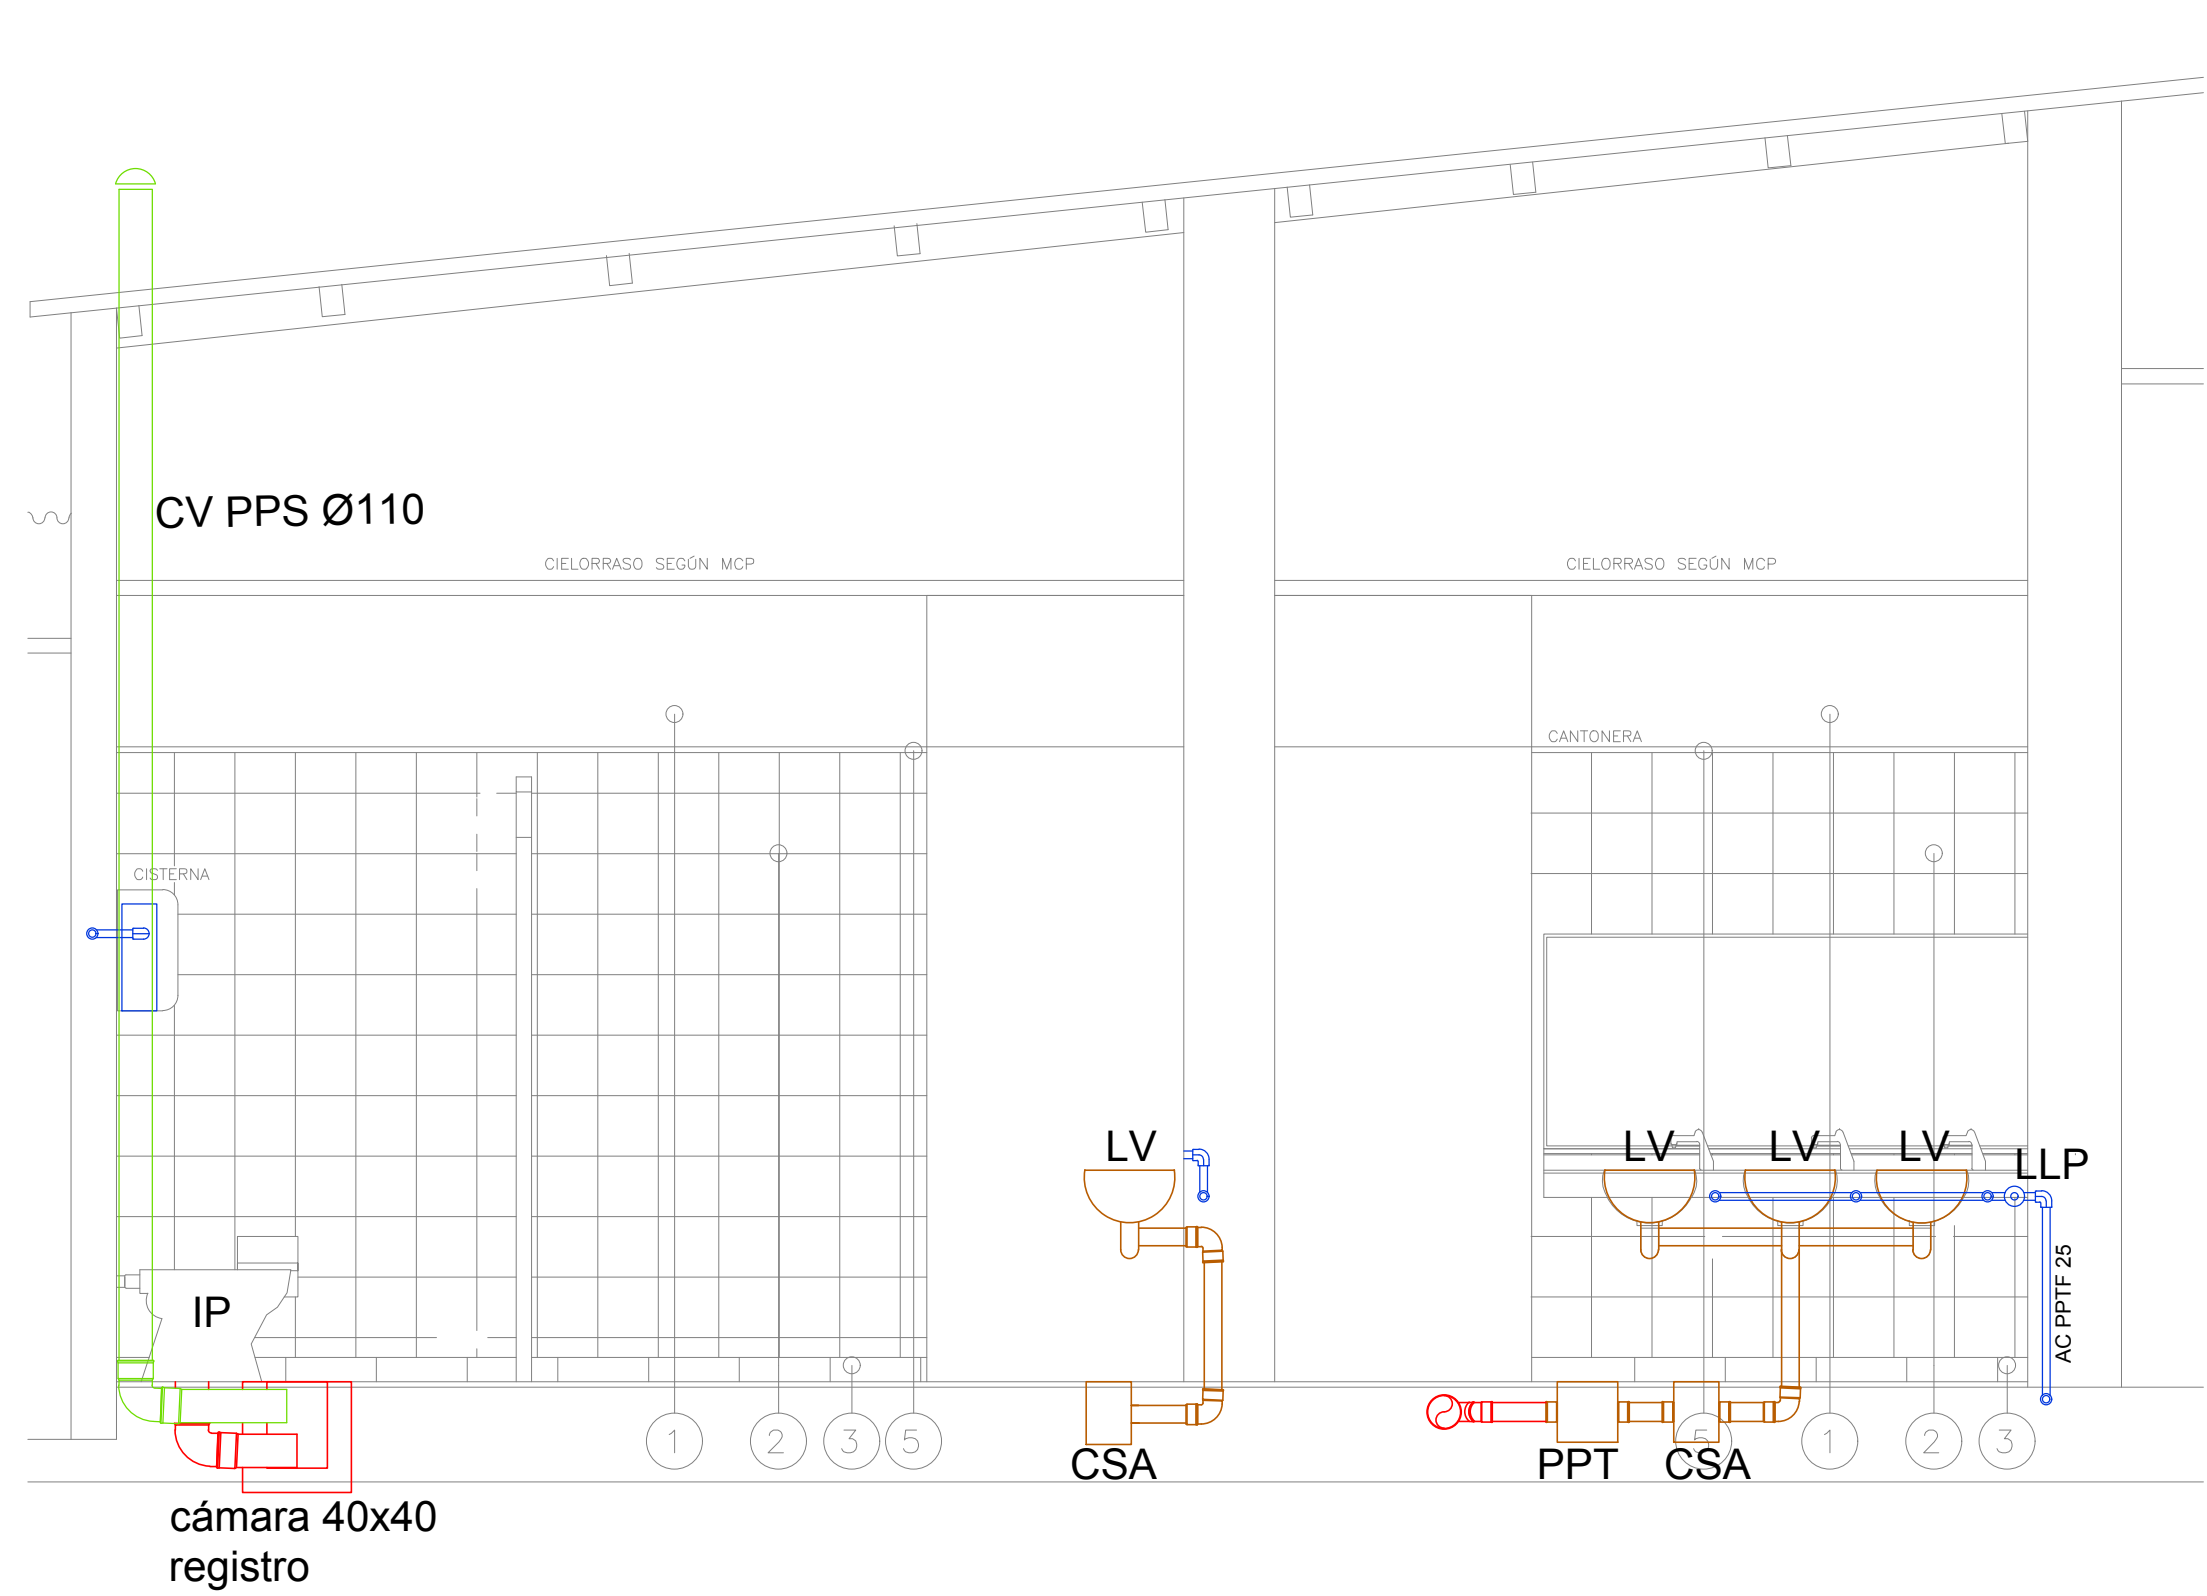 CV PPS Ø110
CIELORRASO SEGÚN MCP
CIELORRASO SEGÚN MCP
CANTONERA
CISTERNA
LV
LV
LV
LV
LLP
AC PPTF 25
IP
1
2
3
5
5
1
2
3
CSA
PPT
CSA
cámara 40x40
registro